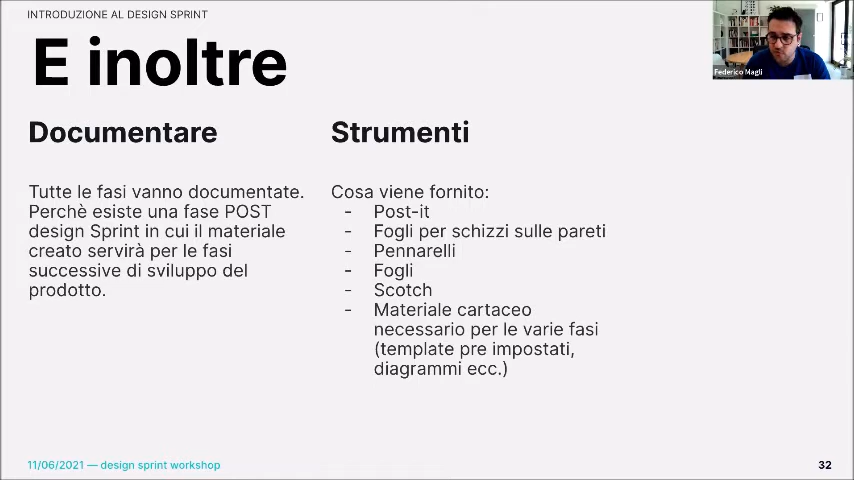 INTRODUZIONE AL DESIGN SPRINT
E inoltre
Federico Magli
Documentare
Tutte le fasi vanno documentate.
Perchè esiste una fase POST
design Sprint in cui il materiale
creato servirà per le fasi
successive di sviluppo del
prodotto.
Strumenti
Cosa viene fornito:
- Post-it
- Fogli per schizzi sulle pareti
- Pennarelli
- Fogli
- Scotch
- Materiale cartaceo
necessario per le varie fasi
(template pre impostati,
diagrammi ecc.)
11/06/2021 — design sprint workshop
32